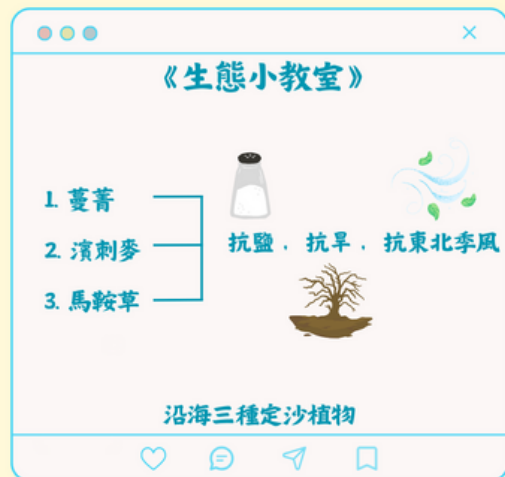 《生態小教室》
1. 蔓菁
2. 濱刺麥
3. 馬鞍草
抗鹽, 抗旱, 抗東北季風
沿海三種定沙植物